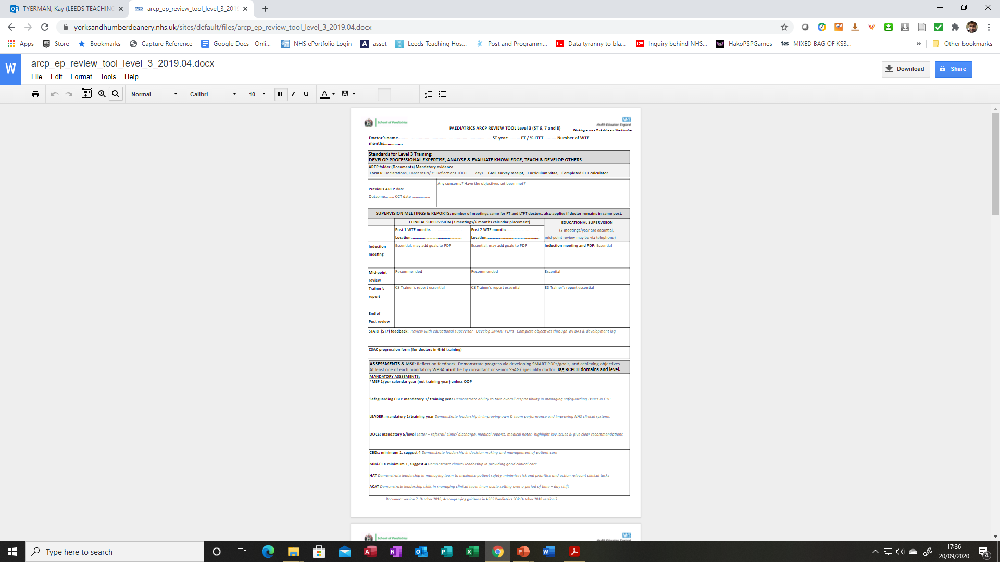 TYERMAN, Kay (LEEDS TEACHING
arcp_ep_review_tool_level_3_2019
yorksandhumberdeanery.nhs.uk/sites/default/files/arcp_ep_review_tool_level_3_2019.04.docx
Apps Store Bookmarks Capture Reference Google Docs - Onli... NHS ePortfolio Login asset Leeds Teaching Hos... Post and Programm... CW Data tyranny to bla... CW Inquiry behind NHS... HakoPSPGames tes MIXED BAG OF KS3... » Other bookmarks
W
arcp_ep_review_tool_level_3_2019.04.docx
File Edit Format Tools Help
Download
Share
Normal Calibri 10 B I U A A
School of Paediatrics
NHS
Health Education England
Working across Yorkshire and the Humber
PAEDIATRICS ARCP REVIEW TOOL Level 3 (ST 6, 7 and 8)
Doctor's name................................................................ ST year: ......... FT / % LTFT .......... Number of WTE
months................
Standards for Level 3 Training:
DEVELOP PROFESSIONAL EXPERTISE, ANALYSE & EVALUATE KNOWLEDGE, TEACH & DEVELOP OTHERS
ARCP folder (Documents) Mandatory evidence
Form R Declarations, Concerns N/ Y: Reflections TOOT ...... days GMC survey receipt, Curriculum vitae, Completed CCT calculator
Previous ARCP date..................
Outcome........ CCT date .................
Any concerns? Have the objectives set been met?
SUPERVISION MEETINGS & REPORTS: number of meetings same for FT and LTFT doctors, also applies if doctor remains in same post.
CLINICAL SUPERVISION (3 meetings/6 months calendar placement)
EDUCATIONAL SUPERVISION
(3 meetings/year are essential,
mid-point review may be via telephone)
Post 1 WTE months..............................
Location................................................
Post 2 WTE months...............................
Location..................................................
Induction
meeting
Essential, may add goals to PDP
Essential, may add goals to PDP
Induction meeting and PDP: Essential
Mid-point
review
Recommended
Recommended
Essential
Trainer's
report
End of
Post review
CS Trainer's report essential
CS Trainer's report essential
ES Trainer's report essential
START (ST7) feedback: Review with educational supervisor Develop SMART PDPs Complete objectives through WPBAs & development log
CSAC progression form (for doctors in Grid training)
ASSESSMENTS & MSF: Reflect on feedback. Demonstrate progress via developing SMART PDPs/goals, and achieving objectives.
At least one of each mandatory WPBA must be by consultant or senior SSAG/ speciality doctor. Tag RCPCH domains and level.
MANDATORY ASSSEMENTS:
*MSF 1/per calendar year (not training year) unless OOP
Safeguarding CBD: mandatory 1/ training year Demonstrate ability to take overall responsibility in managing safeguarding issues in CYP
LEADER: mandatory 1/training year Demonstrate leadership in improving own & team performance and improving NHS clinical systems
DOCS: mandatory 5/level Letter – referral/ clinic/ discharge, medical reports, medical notes highlight key issues & give clear recommendations
CBDs: minimum 1, suggest 4 Demonstrate leadership in decision making and management of patient care
Mini-CEX minimum 1, suggest 4 Demonstrate clinical leadership in providing good clinical care
HAT Demonstrate leadership in managing team to maximise patient safety, minimise risk and prioritise and action relevant clinical tasks
ACAT Demonstrate leadership skills in managing clinical team in an acute setting over a period of time – day shift
Document version 7: October 2018, Accompanying guidance in ARCP Paediatrics SOP October 2018 version 7
School of Paediatrics
NHS
Type here to search
17:36
20/09/2020
4